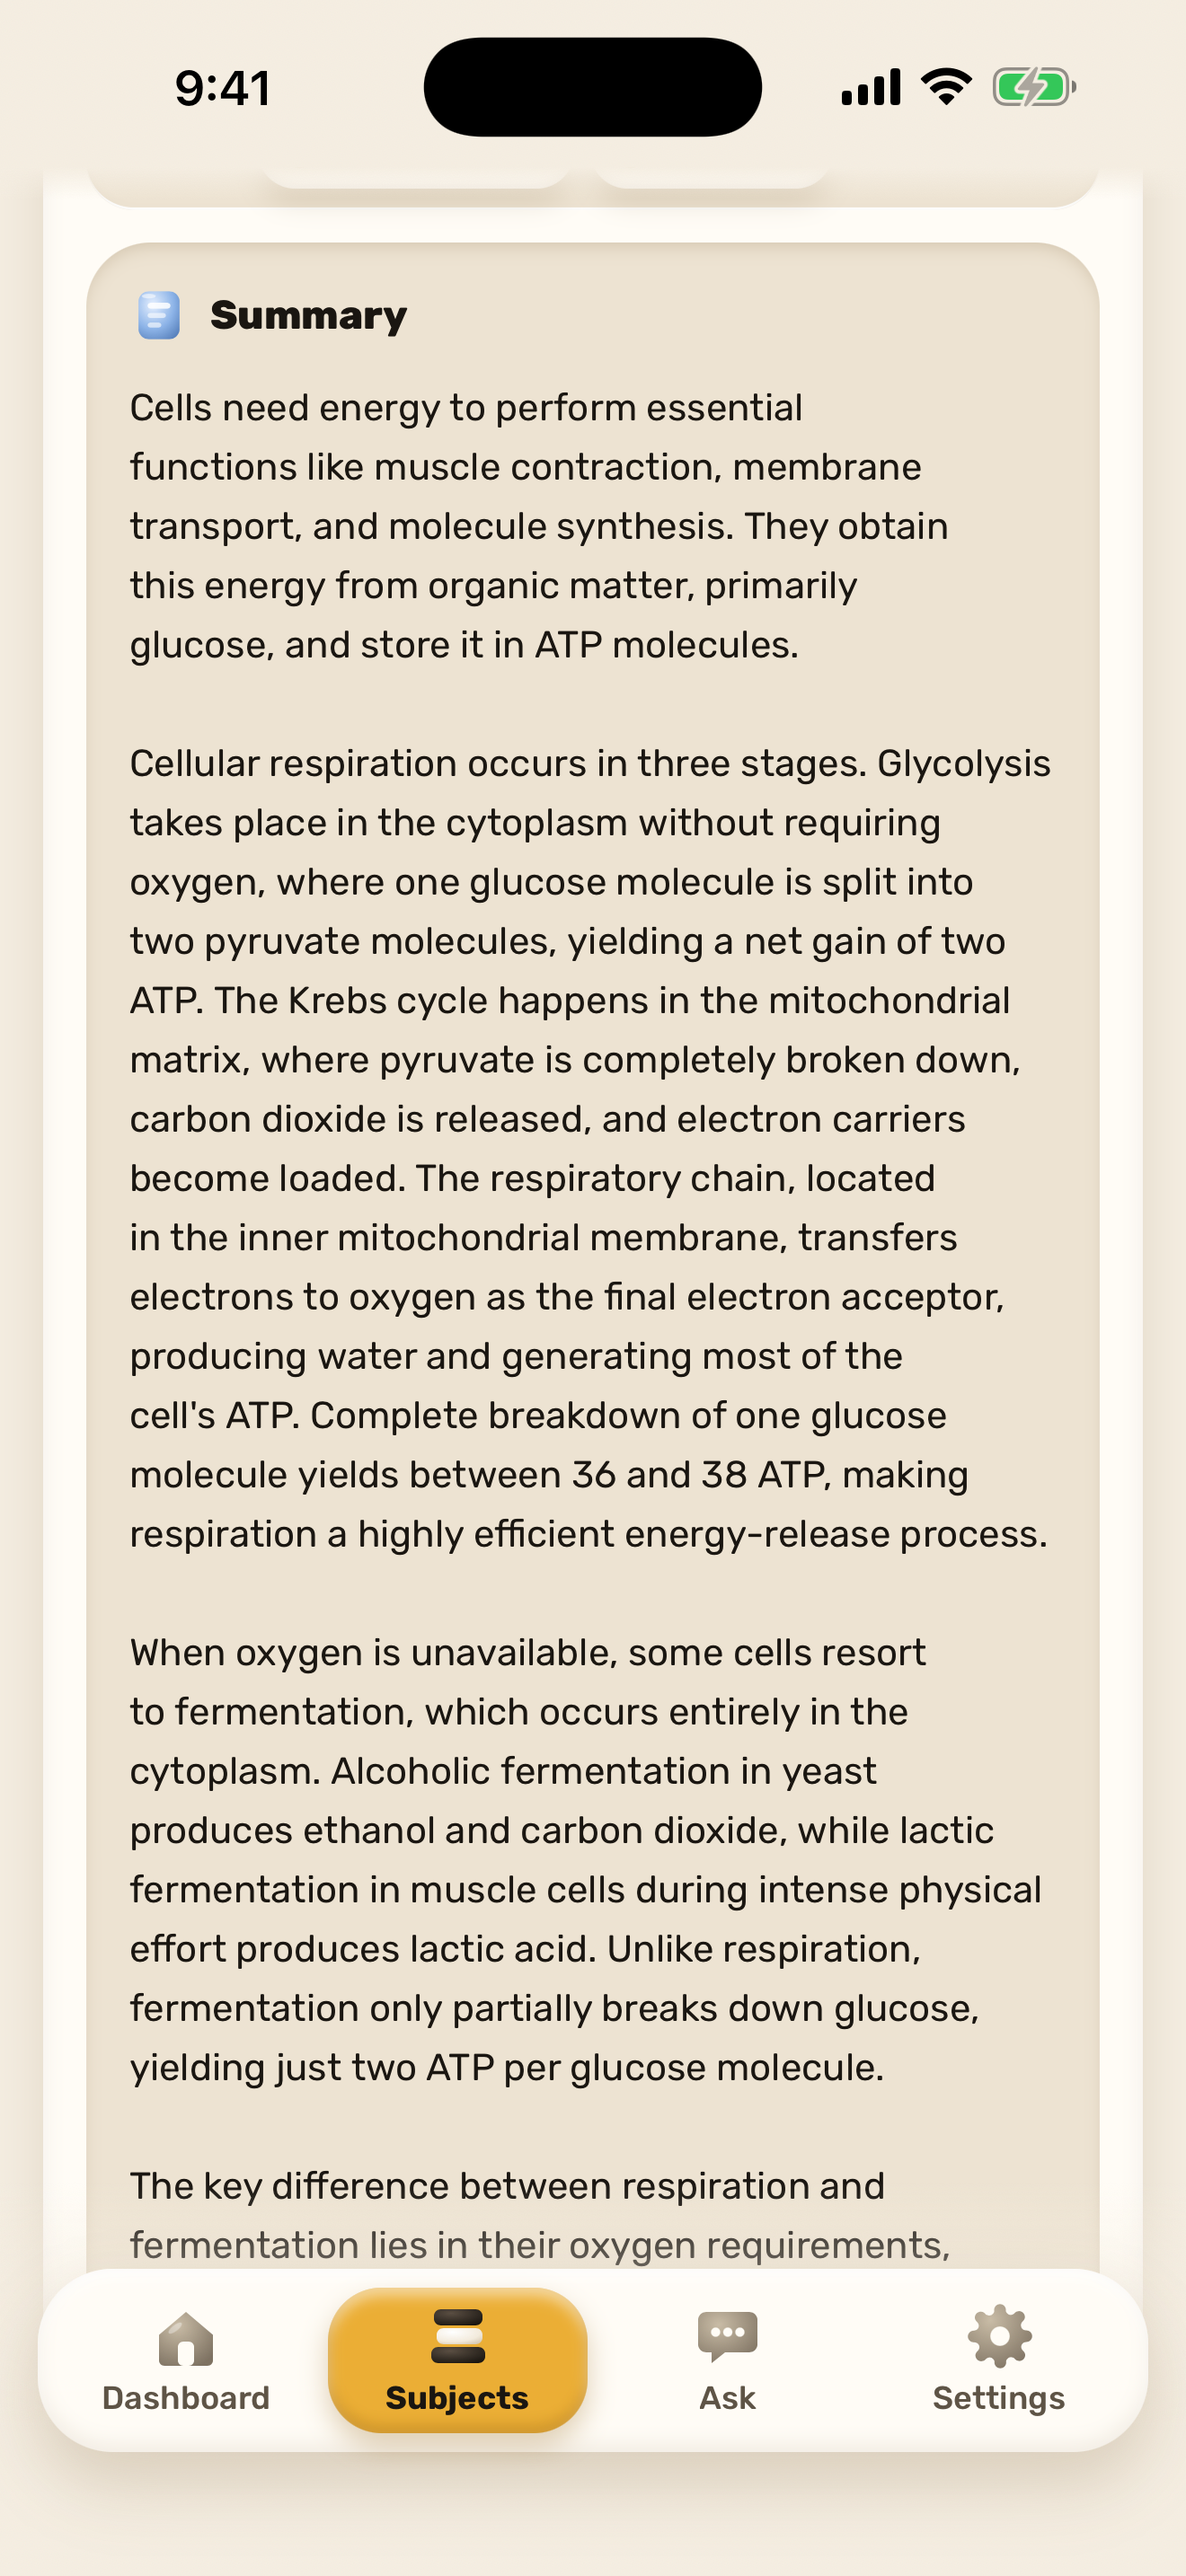 9:41
Summary
Cells need energy to perform essential
functions like muscle contraction, membrane
transport, and molecule synthesis. They obtain
this energy from organic matter, primarily
glucose, and store it in ATP molecules.
Cellular respiration occurs in three stages. Glycolysis
takes place in the cytoplasm without requiring
oxygen, where one glucose molecule is split into
two pyruvate molecules, yielding a net gain of two
ATP. The Krebs cycle happens in the mitochondrial
matrix, where pyruvate is completely broken down,
carbon dioxide is released, and electron carriers
become loaded. The respiratory chain, located
in the inner mitochondrial membrane, transfers
electrons to oxygen as the final electron acceptor,
producing water and generating most of the
cell's ATP. Complete breakdown of one glucose
molecule yields between 36 and 38 ATP, making
respiration a highly efficient energy-release process.
When oxygen is unavailable, some cells resort
to fermentation, which occurs entirely in the
cytoplasm. Alcoholic fermentation in yeast
produces ethanol and carbon dioxide, while lactic
fermentation in muscle cells during intense physical
effort produces lactic acid. Unlike respiration,
fermentation only partially breaks down glucose,
yielding just two ATP per glucose molecule.
The key difference between respiration and
fermentation lies in their oxygen requirements,
Dashboard
Subjects
Ask
Settings